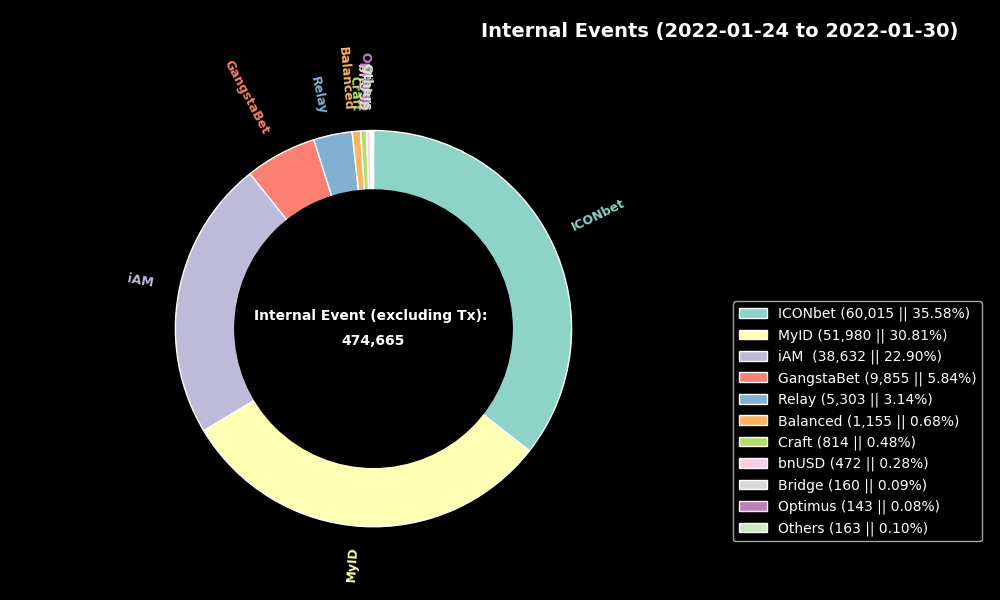 Internal Events (2022-01-24 to 2022-01-30)
GangstaBet
Relay
Balanced
Craft
ICONbet
iAM
MyID
Internal Event (excluding Tx):
474,665
ICONbet (60,015 || 35.58%)
MyID (51,980 || 30.81%)
iAM  (38,632 || 22.90%)
GangstaBet (9,855 || 5.84%)
Relay (5,303 || 3.14%)
Balanced (1,155 || 0.68%)
Craft (814 || 0.48%)
bnUSD (472 || 0.28%)
Bridge (160 || 0.09%)
Optimus (143 || 0.08%)
Others (163 || 0.10%)